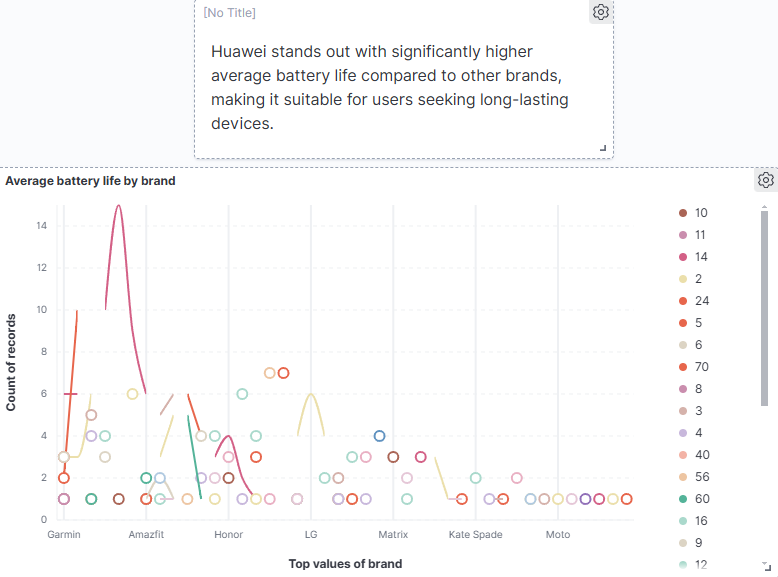 [No Title]
Huawei stands out with significantly higher
average battery life compared to other brands,
making it suitable for users seeking long-lasting
devices.
Average battery life by brand
Count of records
14
12
10
8
6
4
2
0
Garmin
Amazfit
Honor
LG
Matrix
Kate Spade
Moto
Top values of brand
10
11
14
2
24
5
6
70
8
3
4
40
56
60
16
9
12